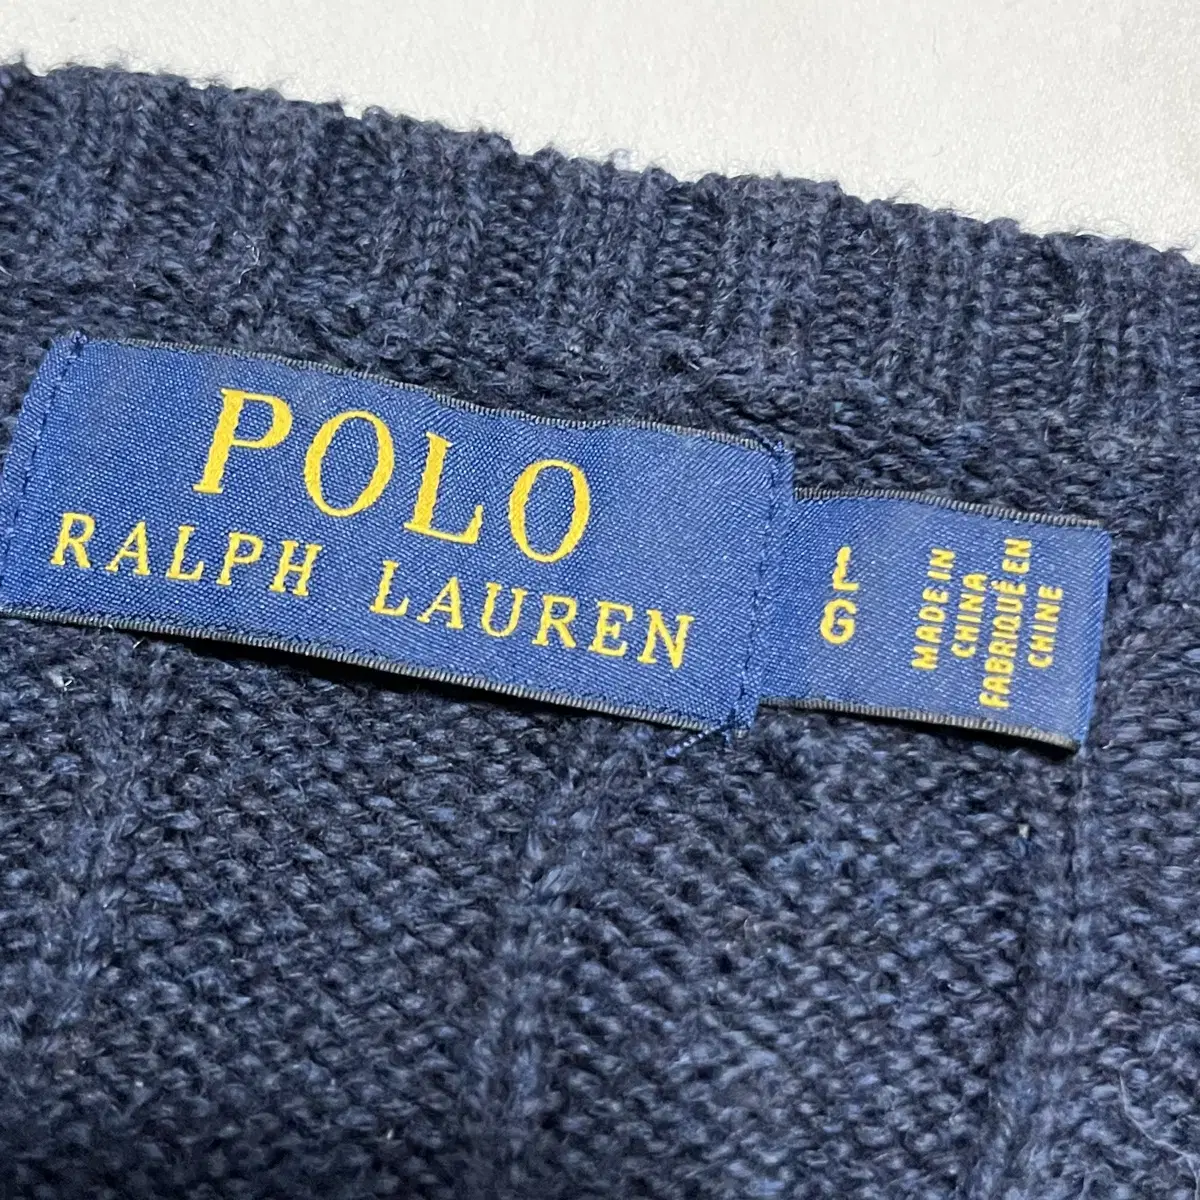 POLO
RALPH LAUREN
L
G
MADE IN
CHINA
FABRIQUÉ EN
CHINE